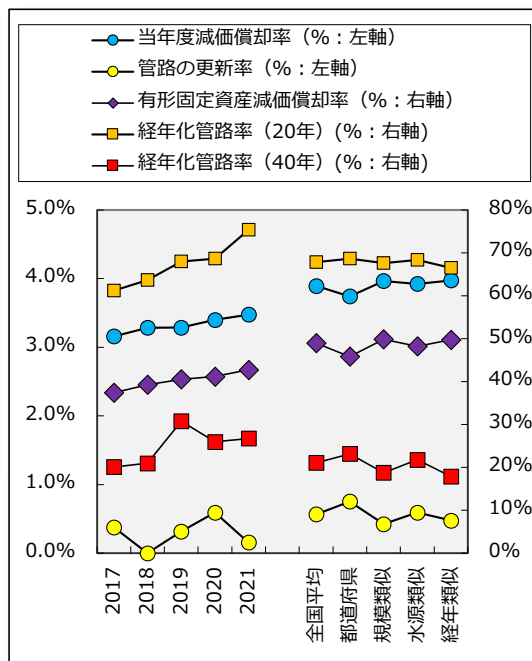 当年度減価償却率（%：左軸）
管路の更新率（%：左軸）
有形固定資産減価償却率（%：右軸）
経年化管路率（20年）(%：右軸)
経年化管路率（40年）(%：右軸)
5.0%
4.0%
3.0%
2.0%
1.0%
0.0%
80%
70%
60%
50%
40%
30%
20%
10%
0%
2017
2018
2019
2020
2021
全国平均
都道府県
規模類似
水源類似
経年類似